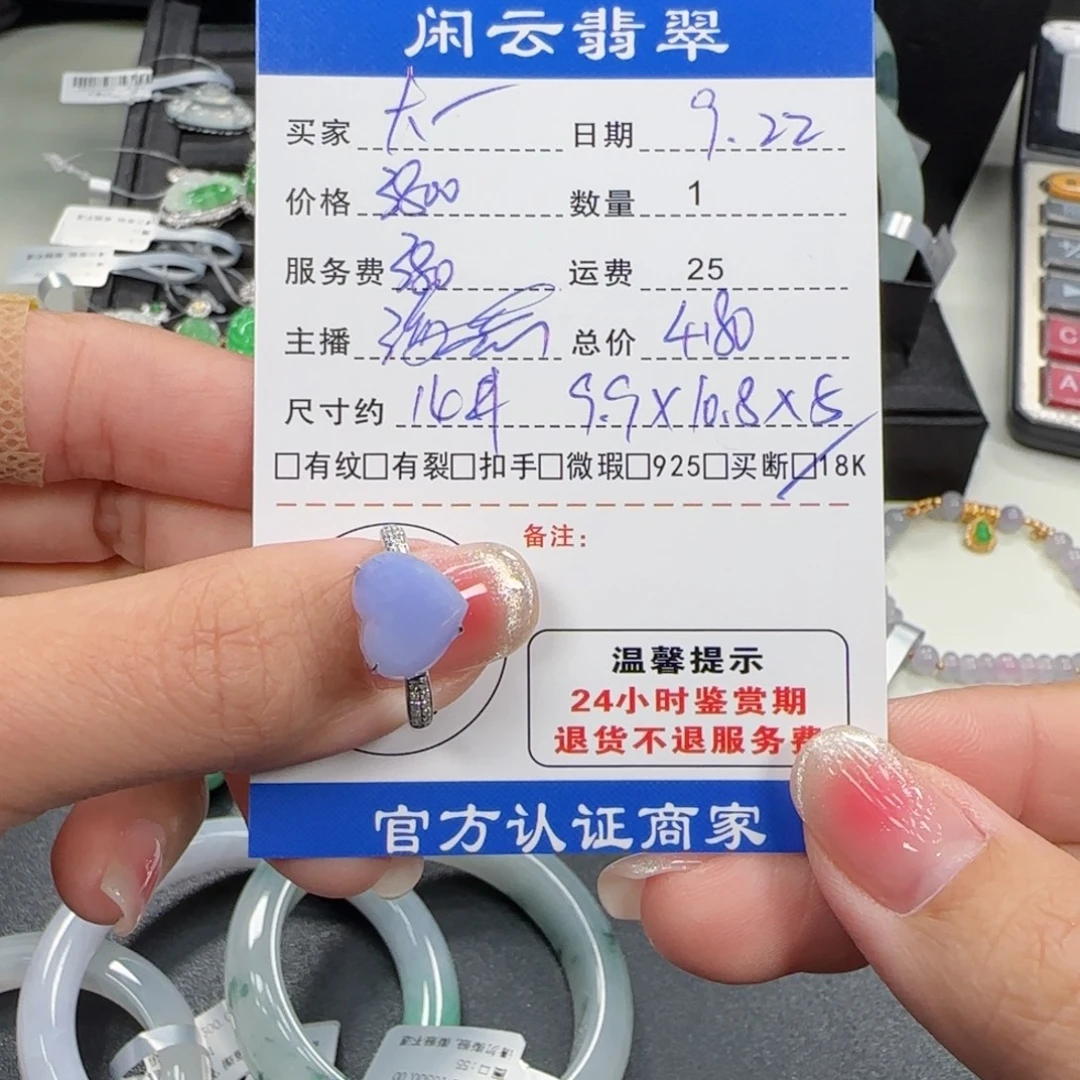 闲云翡翠
买家 大一 日期 9.22
价格 3800 数量 1
服务费 380 运费 25
主播 总价 4180
尺寸约 16# 9.9X10.8X5
□有纹□有裂□扣手□微瑕□925□买断□18K
备注:
温馨提示
24小时鉴赏期
退货不退服务费
官方认证商家